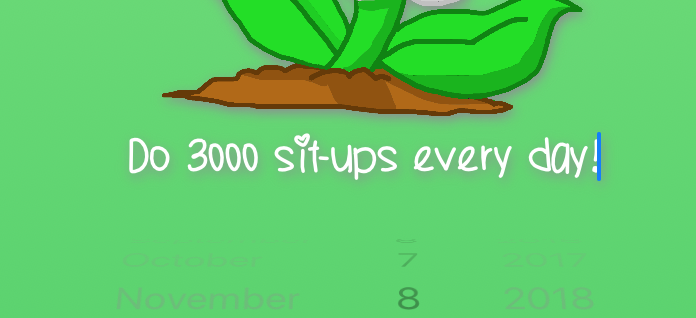 Do 3000 sit-ups every day!
October 7 2017
November 8 2018